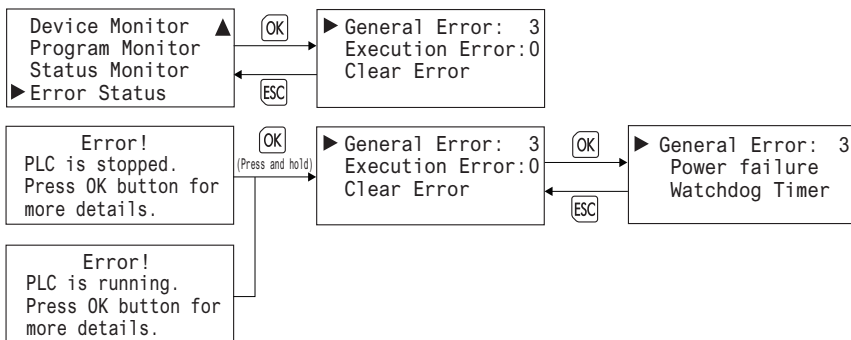 Device Monitor ▲
Program Monitor
Status Monitor
▶Error Status
OK
ESC
▶General Error: 3
Execution Error:0
Clear Error
Error!
PLC is stopped.
Press OK button for
more details.
OK
(Press and hold)
▶General Error: 3
Execution Error:0
Clear Error
OK
ESC
▶ General Error: 3
Power failure
Watchdog Timer
Error!
PLC is running.
Press OK button for
more details.